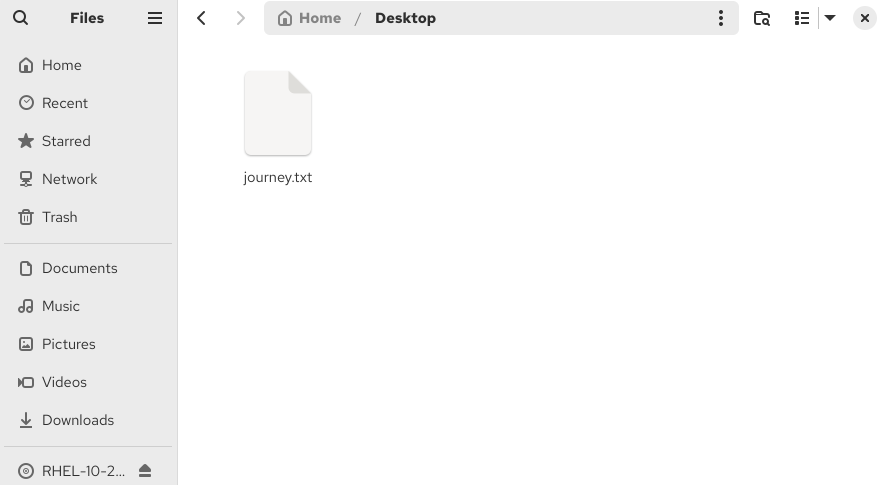 Files
Home / Desktop
Home
Recent
Starred
Network
Trash
Documents
Music
Pictures
Videos
Downloads
RHEL-10-2...
journey.txt